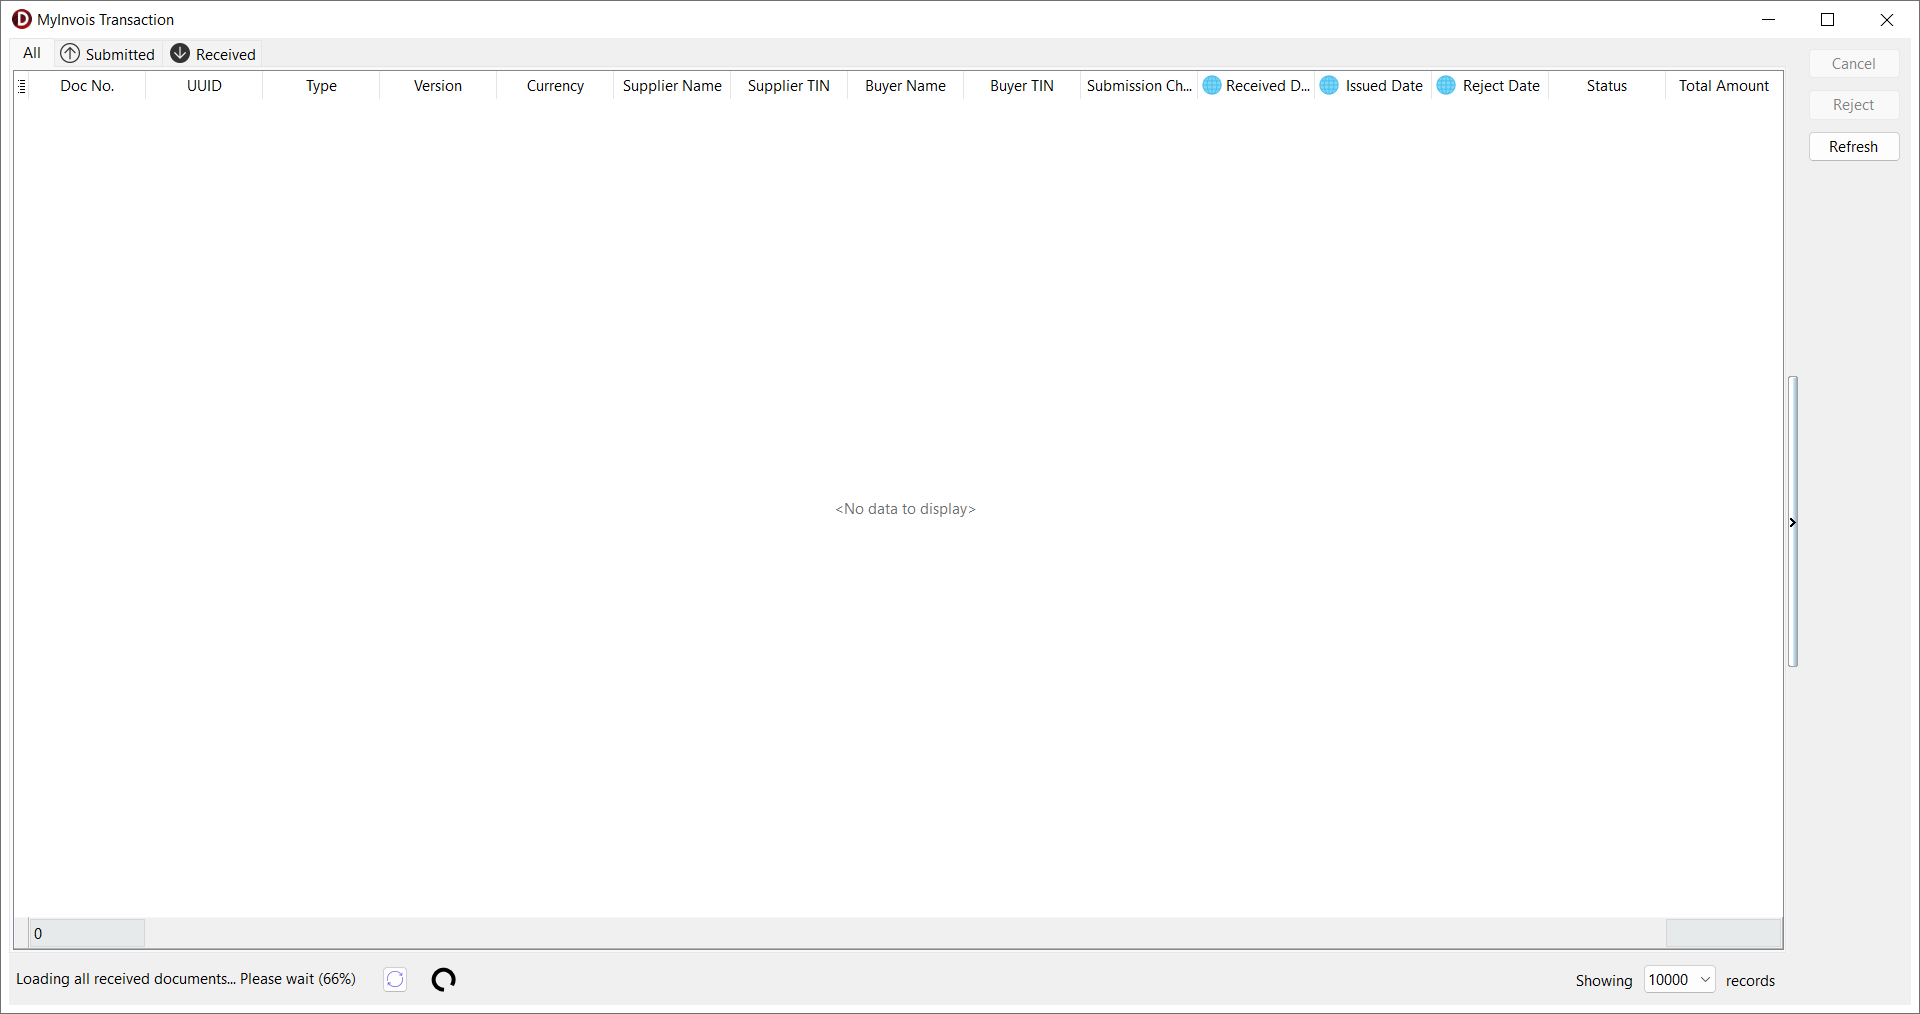 MyInvois Transaction
All Submitted Received
Cancel
Doc No. UUID Type Version Currency Supplier Name Supplier TIN Buyer Name Buyer TIN Submission Ch... Received D... Issued Date Reject Date Status Total Amount
Reject
Refresh
<No data to display>
0
Loading all received documents... Please wait (66%)
Showing 10000 records